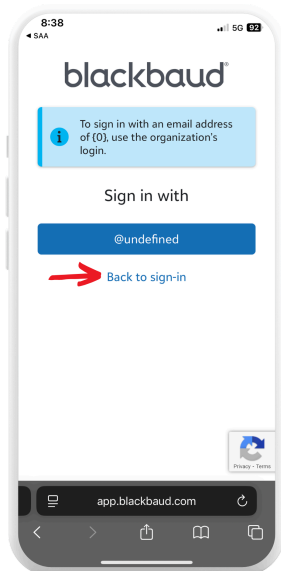 8:38
5G 92
◀ SAA
blackbaud®
To sign in with an email address
of {0}, use the organization's
login.
Sign in with
@undefined
Back to sign-in
Privacy - Terms
app.blackbaud.com